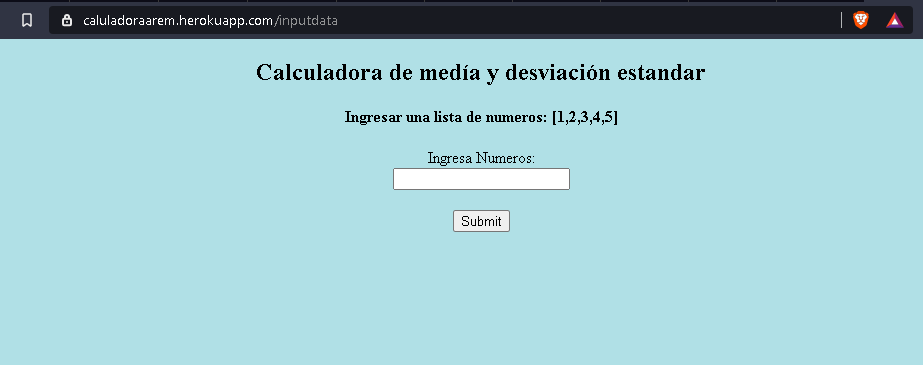 caluladoraarem.herokuapp.com/inputdata
Calculadora de medía y desviación estandar
Ingresar una lista de numeros: [1,2,3,4,5]
Ingresa Numeros:
Submit